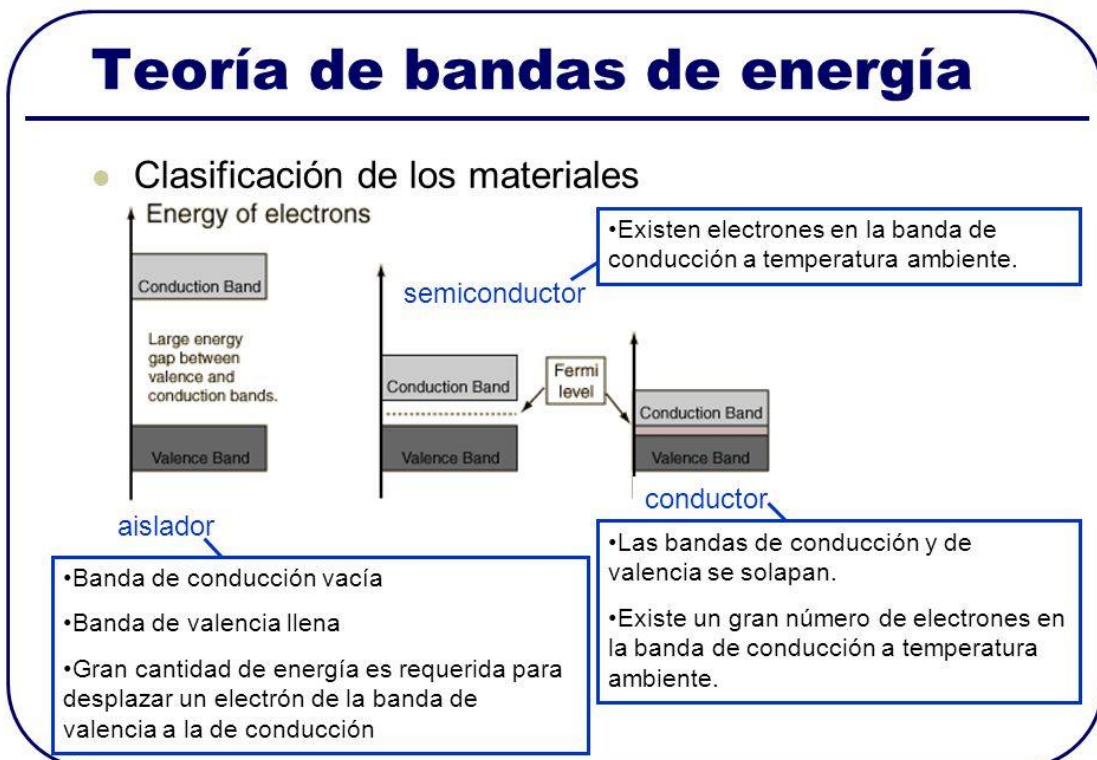 Teoría de bandas de energía
Clasificación de los materiales
Energy of electrons
Conduction Band
Large energy
gap between
valence and
conduction bands.
Valence Band
aislador
•Banda de conducción vacía
•Banda de valencia llena
•Gran cantidad de energía es requerida para
desplazar un electrón de la banda de
valencia a la de conducción
semiconductor
•Existen electrones en la banda de
conducción a temperatura ambiente.
Conduction Band
Valence Band
Fermi
level
Conduction Band
Valence Band
conductor
•Las bandas de conducción y de
valencia se solapan.
•Existe un gran número de electrones en
la banda de conducción a temperatura
ambiente.